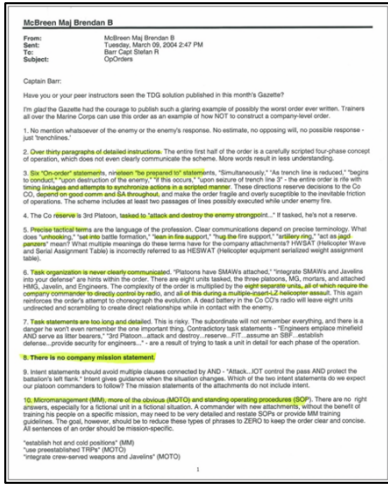 McBreen Maj Brendan B
From: McBreen Maj Brendan B
Sent: Tuesday, March 09, 2004 2:47 PM
To: Barr Capt Stefan R
Subject: OpOrders
Captain Barr:
Have you or your peer instructors seen the TDG solution published in this month's Gazette?
I'm glad the Gazette had the courage to publish such a glaring example of possibly the worst order ever written. Trainers
all over the Marine Corps can use this order as an example of how NOT to construct a company-level order.
1. No mention whatsoever of the enemy or the enemy's response. No estimate, no opposing will, no possible response -
just 'trenchlines.'
2. Over thirty paragraphs of detailed instructions. The entire first half of the order is a carefully scripted four-phase concept
of operation, which does not even clearly communicate the scheme. More words result in less understanding.
3. Six "On-order" statements, nineteen "be prepared to" statements, "Simultaneously," "As trench line is reduced," "begins
to conduct," "upon destruction of the enemy," "if this occurs," "upon seizure of trench line 3" - the entire order is rife with
timing linkages and attempts to synchronize actions in a scripted manner. These directions reserve decisions to the Co
CO, depend on good comm and SA throughout, and make the order fragile and overly susceptible to the inevitable friction
of operations. The scheme includes at least two passages of lines possibly executed while under enemy fire.
4. The Co reserve is 3rd Platoon, tasked to "attack and destroy the enemy strongpoint..." If tasked, he's not a reserve.
5. Precise tactical terms are the language of the profession. Clear communications depend on precise terminology. What
does "unhooking," "set into battle formation," "lean in fire support," "hug the fire support," "artillery ring," "act as jagd
panzers" mean? What multiple meanings do these terms have for the company attachments? HWSAT (Helicopter Wave
and Serial Assignment Table) is incorrectly referred to as HESWAT (Helicopter equipment serialized weight assignment
table).
6. Task organization is never clearly communicated. "Platoons have SMAWs attached," "Integrate SMAWs and Javelins
into your defense" are hints within the order. There are eight units tasked, the three platoons, MG, mortars, and attached
HMG, Javelin, and Engineers. The complexity of the order is multiplied by the eight separate units, all of which require the
company commander to directly control by radio, and all of this during a multiple-insert-LZ helicopter assault. This again
reinforces the order's attempt to choreograph the evolution. A dead battery in the Co CO's radio will leave eight units
undirected and scrambling to create direct relationships while in contact with the enemy.
7. Task statements are too long and detailed. This is risky. The subordinate will not remember everything, and there is a
danger he won't even remember the one important thing. Contradictory task statements - "Engineers emplace minefield
AND serve as litter bearers," "3rd Platoon...attack and destroy...reserve...FIT...assume an SBF...establish
defense...provide security for engineers..." - are a result of trying to task a unit in detail for each phase of the operation.
8. There is no company mission statement.
9. Intent statements should avoid multiple clauses connected by AND - "Attack...IOT control the pass AND protect the
battalion's left flank." Intent gives guidance when the situation changes. Which of the two intent statements do we expect
our platoon commanders to follow? The mission statements of the attachments do not include intent.
10. Micromanagement (MM), more of the obvious (MOTO) and standing operating procedures (SOP). There are no right
answers, especially for a fictional unit in a fictional situation. A commander with new attachments, without the benefit of
training his people on a specific mission, may need to be very detailed and restate SOPs or provide MM training
guidelines. The goal, however, should be to reduce these types of phrases to ZERO to keep the order clear and concise.
All sentences of an order should be mission-specific.
"establish hot and cold positions" (MM)
"use preestablished TRPs" (MOTO)
"integrate crew-served weapons and Javelins" (MOTO)
1